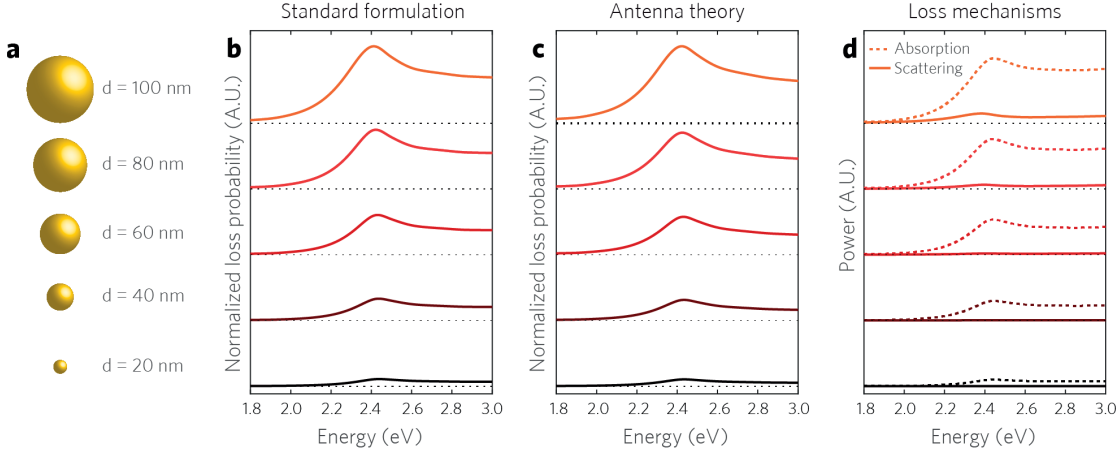 Standard formulation
Antenna theory
Loss mechanisms
a
d = 100 nm
d = 80 nm
d = 60 nm
d = 40 nm
d = 20 nm
b
Normalized loss probability (A.U.)
1.8 2.0 2.2 2.4 2.6 2.8 3.0
Energy (eV)
c
Normalized loss probability (A.U.)
1.8 2.0 2.2 2.4 2.6 2.8 3.0
Energy (eV)
d
Absorption
Scattering
Power (A.U.)
1.8 2.0 2.2 2.4 2.6 2.8 3.0
Energy (eV)